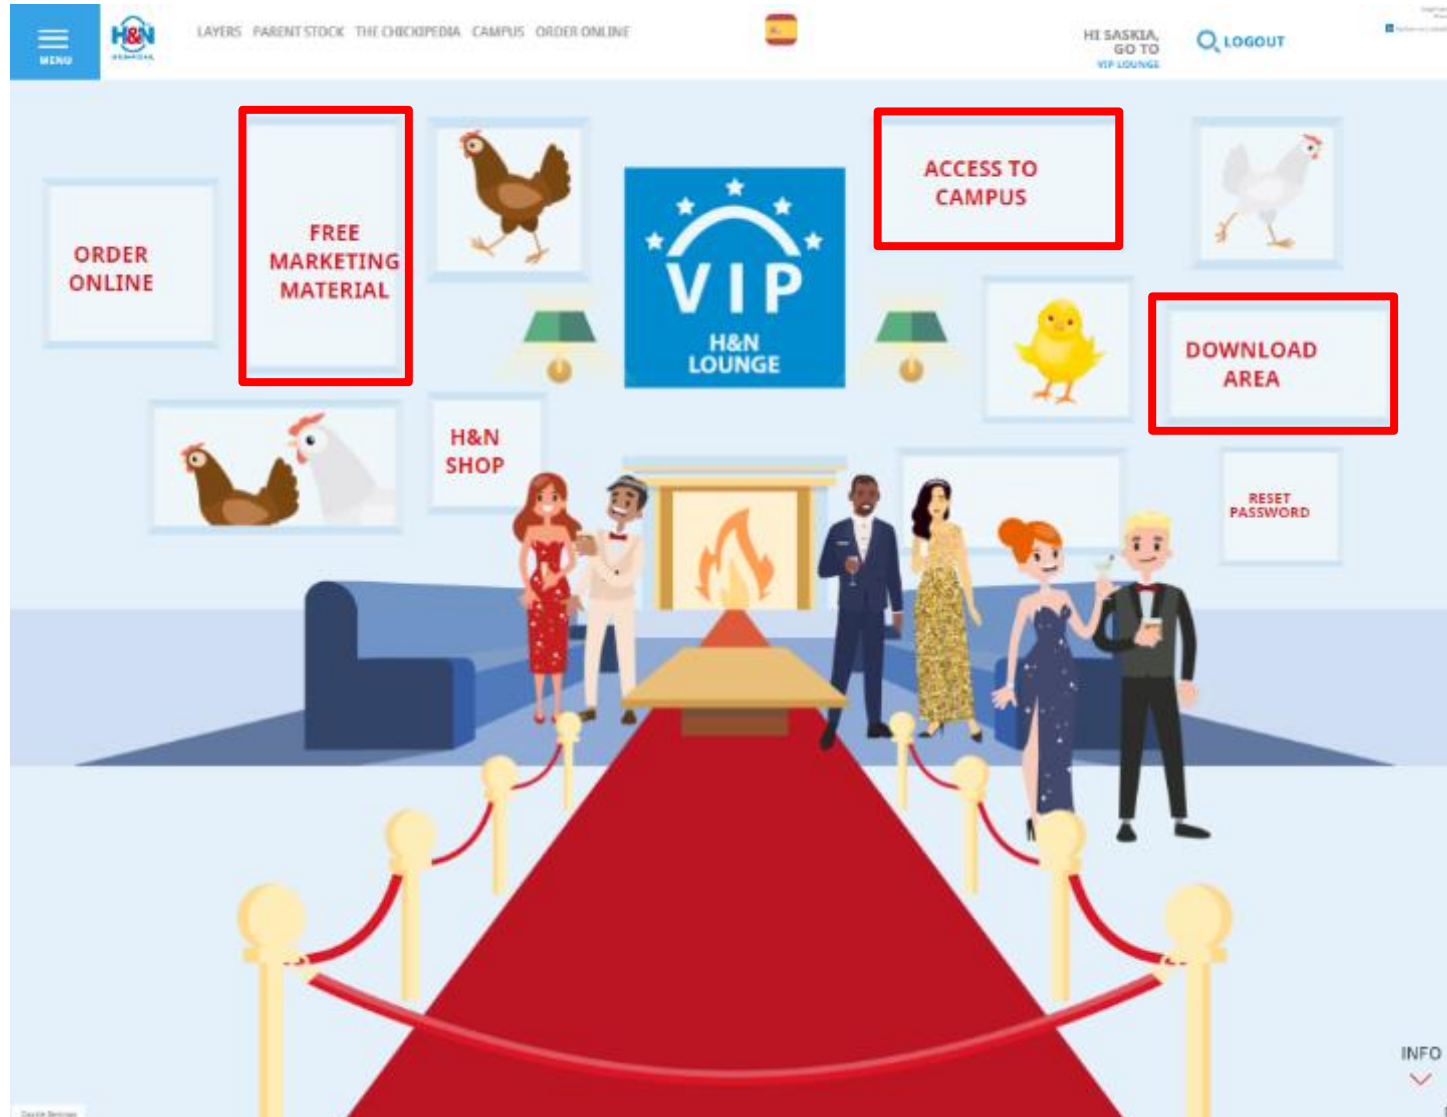 MENU
H&N
LAYERS PARENT STOCK THE CHICKIPEDIA CAMPUS ORDER ONLINE
HI SASKIA,
GO TO
VIP LOUNGE
LOGOUT
ORDER
ONLINE
FREE
MARKETING
MATERIAL
VIP
H&N
LOUNGE
ACCESS TO
CAMPUS
DOWNLOAD
AREA
H&N
SHOP
RESET
PASSWORD
INFO